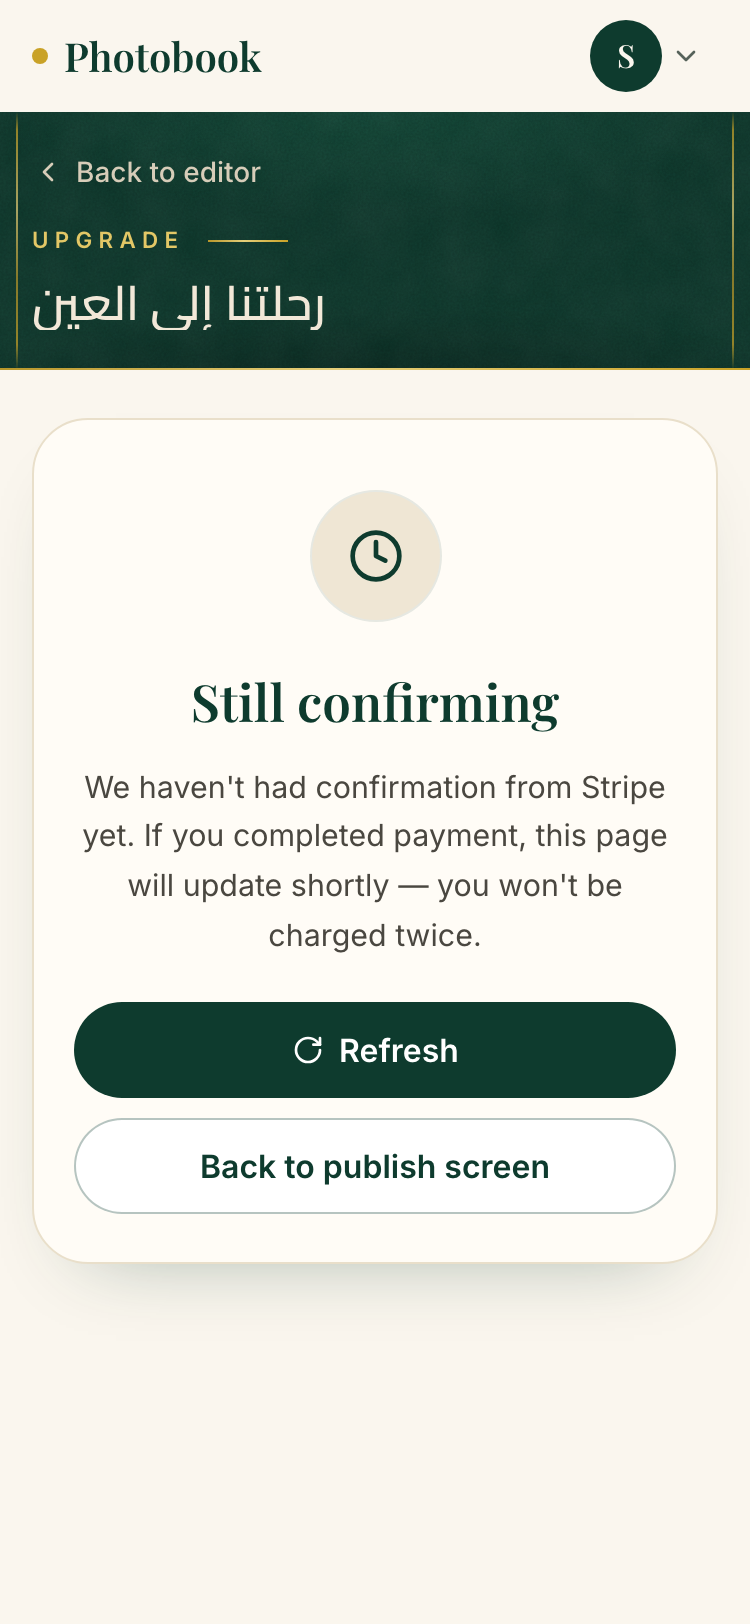 Photobook
S
Back to editor
UPGRADE
رحلتنا إلى العين
Still confirming
We haven't had confirmation from Stripe
yet. If you completed payment, this page
will update shortly — you won't be
charged twice.
Refresh
Back to publish screen